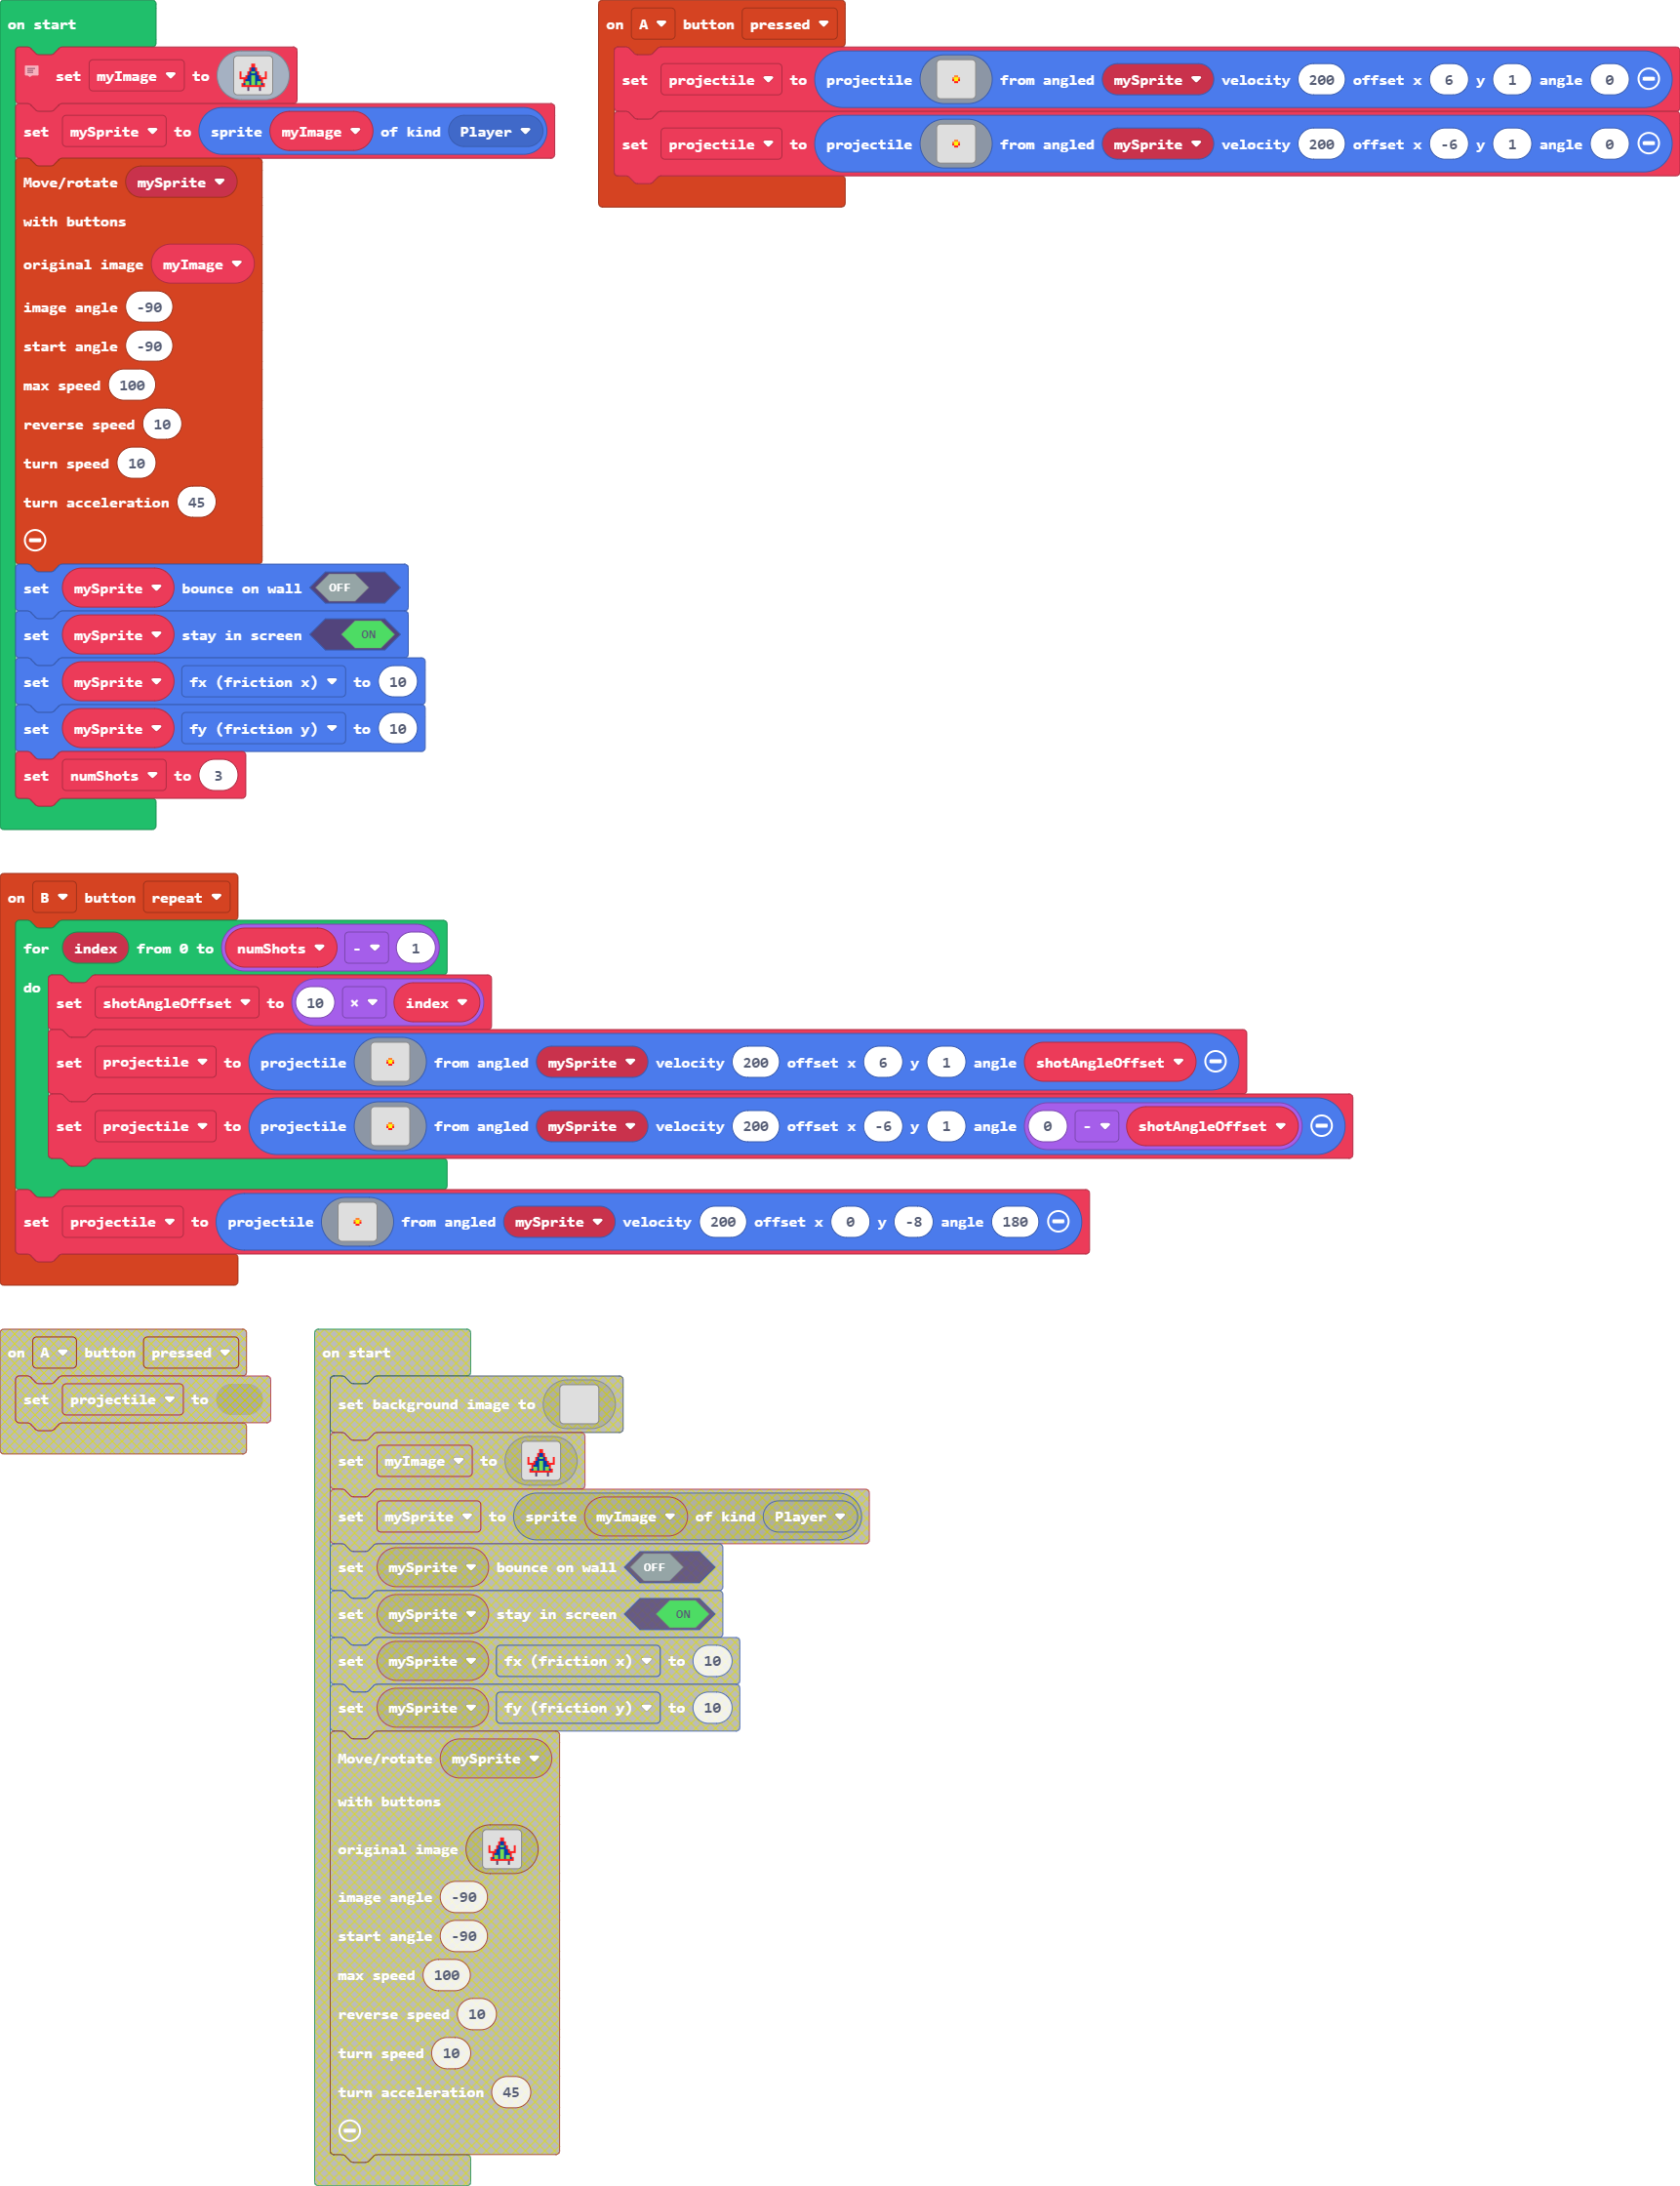 on start
set myImage to
set mySprite to sprite myImage of kind Player
Move/rotate mySprite
with buttons
original image myImage
image angle -90
start angle -90
max speed 100
reverse speed 10
turn speed 10
turn acceleration 45
set mySprite bounce on wall OFF
set mySprite stay in screen ON
set mySprite fx (friction x) to 10
set mySprite fy (friction y) to 10
set numShots to 3
on A button pressed
set projectile to projectile from angled mySprite velocity 200 offset x 6 y 1 angle 0
set projectile to projectile from angled mySprite velocity 200 offset x -6 y 1 angle 0
on B button repeat
for index from 0 to numShots - 1
do
set shotAngleOffset to 10 × index
set projectile to projectile from angled mySprite velocity 200 offset x 6 y 1 angle shotAngleOffset
set projectile to projectile from angled mySprite velocity 200 offset x -6 y 1 angle 0 - shotAngleOffset
set projectile to projectile from angled mySprite velocity 200 offset x 0 y -8 angle 180
on A button pressed
set projectile to
on start
set background image to
set myImage to
set mySprite to sprite myImage of kind Player
set mySprite bounce on wall OFF
set mySprite stay in screen ON
set mySprite fx (friction x) to 10
set mySprite fy (friction y) to 10
Move/rotate mySprite
with buttons
original image
image angle -90
start angle -90
max speed 100
reverse speed 10
turn speed 10
turn acceleration 45